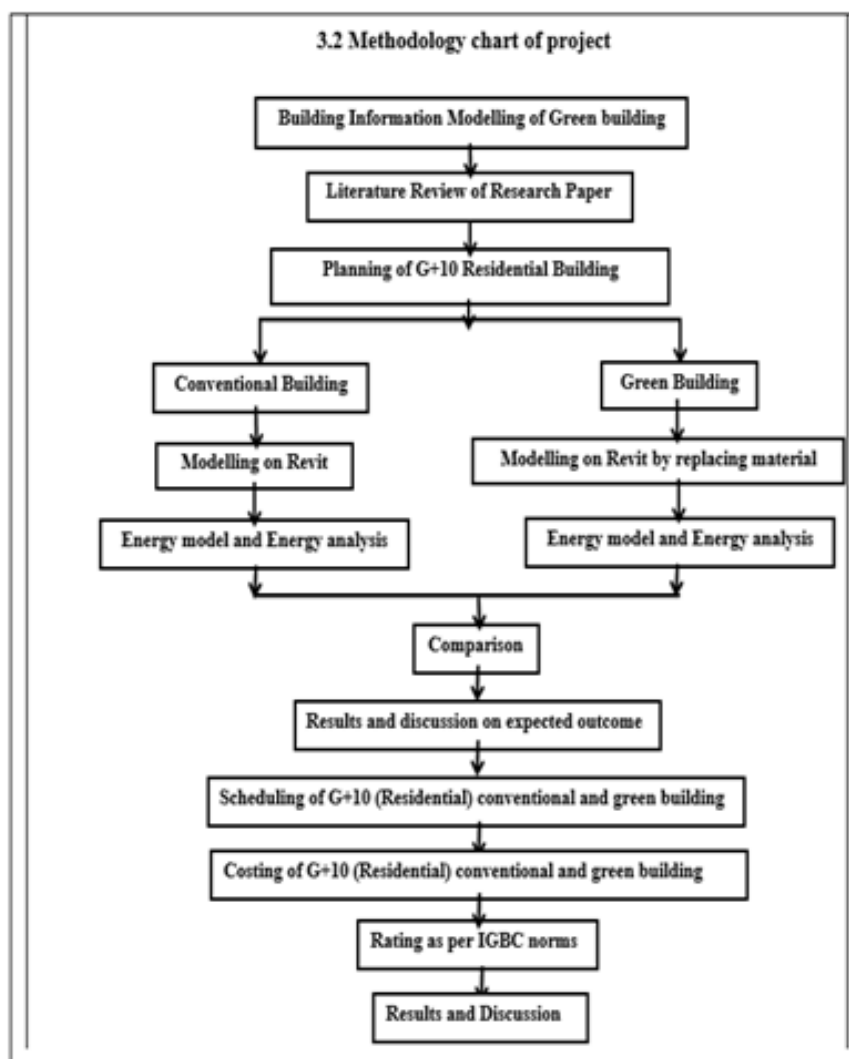 3.2 Methodology chart of project
Building Information Modelling of Green building
Literature Review of Research Paper
Planning of G+10 Residential Building
Conventional Building
Green Building
Modelling on Revit
Modelling on Revit by replacing material
Energy model and Energy analysis
Energy model and Energy analysis
Comparison
Results and discussion on expected outcome
Scheduling of G+10 (Residential) conventional and green building
Costing of G+10 (Residential) conventional and green building
Rating as per IGBC norms
Results and Discussion